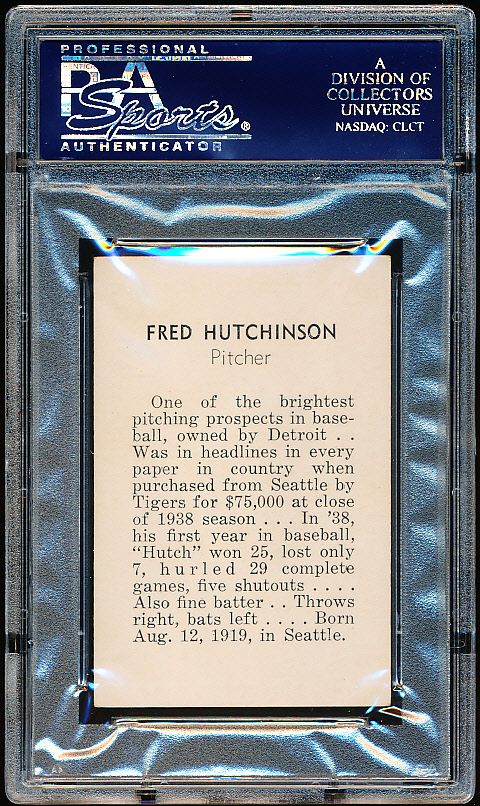 PROFESSIONAL
PSA
Sports®
AUTHENTICATOR
A
DIVISION OF
COLLECTORS
UNIVERSE
NASDAQ: CLCT
FRED HUTCHINSON
Pitcher
One of the brightest
pitching prospects in base-
ball, owned by Detroit . .
Was in headlines in every
paper in country when
purchased from Seattle by
Tigers for $75,000 at close
of 1938 season . . . In '38,
his first year in baseball,
"Hutch" won 25, lost only
7, hurled 29 complete
games, five shutouts . . . .
Also fine batter . . Throws
right, bats left . . . . Born
Aug. 12, 1919, in Seattle.